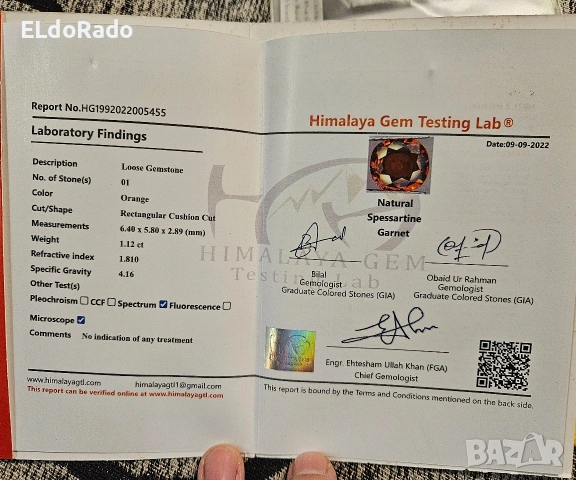 ELdoRado
Report No.HG1992022005455
Laboratory Findings
Description Loose Gemstone
No. of Stone(s) 01
Color Orange
Cut/Shape Rectangular Cushion Cut
Measurements 6.40 x 5.80 x 2.89 (mm)
Weight 1.12 ct
Refractive index 1.810
Specific Gravity 4.16
Other Test(s)
Pleochroism CCF Spectrum Fluorescence
Microscope
Comments No indication of any treatment
www.himalayagtl.com himalayagtl1@gmail.com
This report can be verified online at www.himalayagtl.com
Himalaya Gem Testing Lab®
Date:09-09-2022
Natural
Spessartine
Garnet
HIMALAYA GEM
Testing Lab
Bilal
Gemologist
Graduate Colored Stones (GIA)
Obaid Ur Rahman
Gemologist
Graduate Colored Stones (GIA)
Engr. Ehtesham Ullah Khan (FGA)
Chief Gemologist
This report is bound by the Terms and Conditions mentioned on the back side.
BAZAR